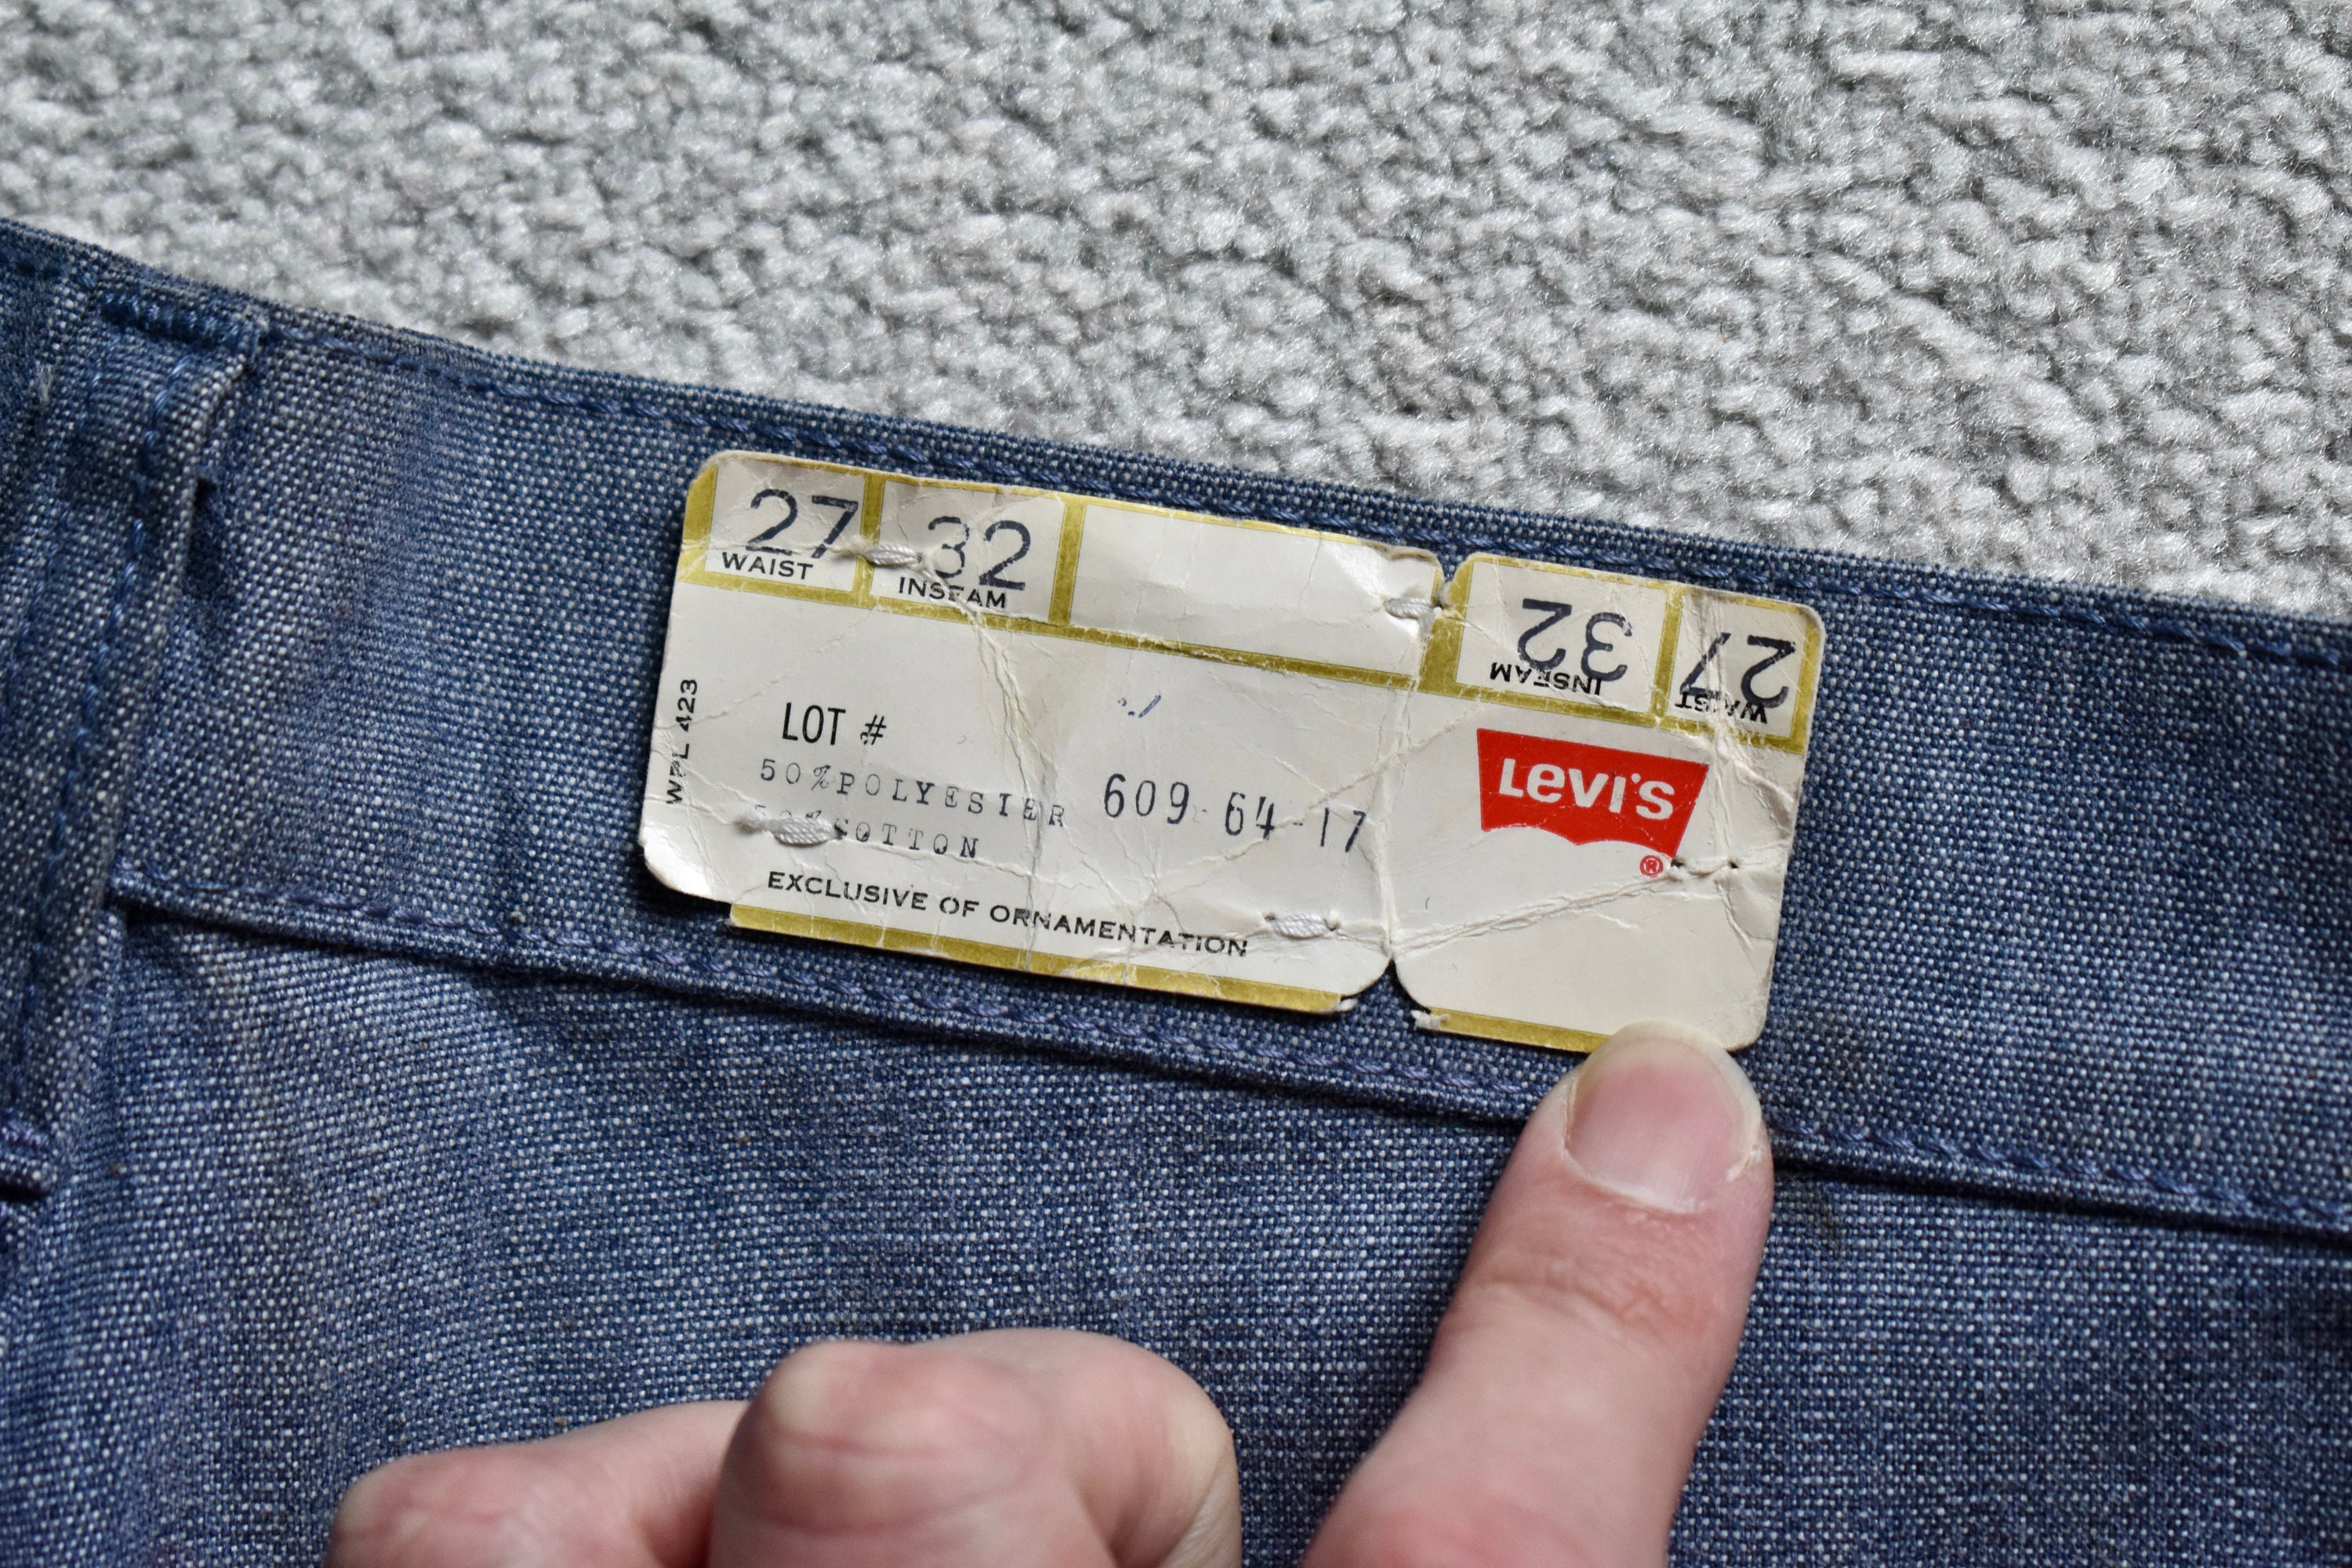 27 32
WAIST INSEAM
32 27
INSEAM WAIST
WPL 423
LOT #
50%POLYESTER 609-64-17
50%COTTON
EXCLUSIVE OF ORNAMENTATION
LEVI'S
®